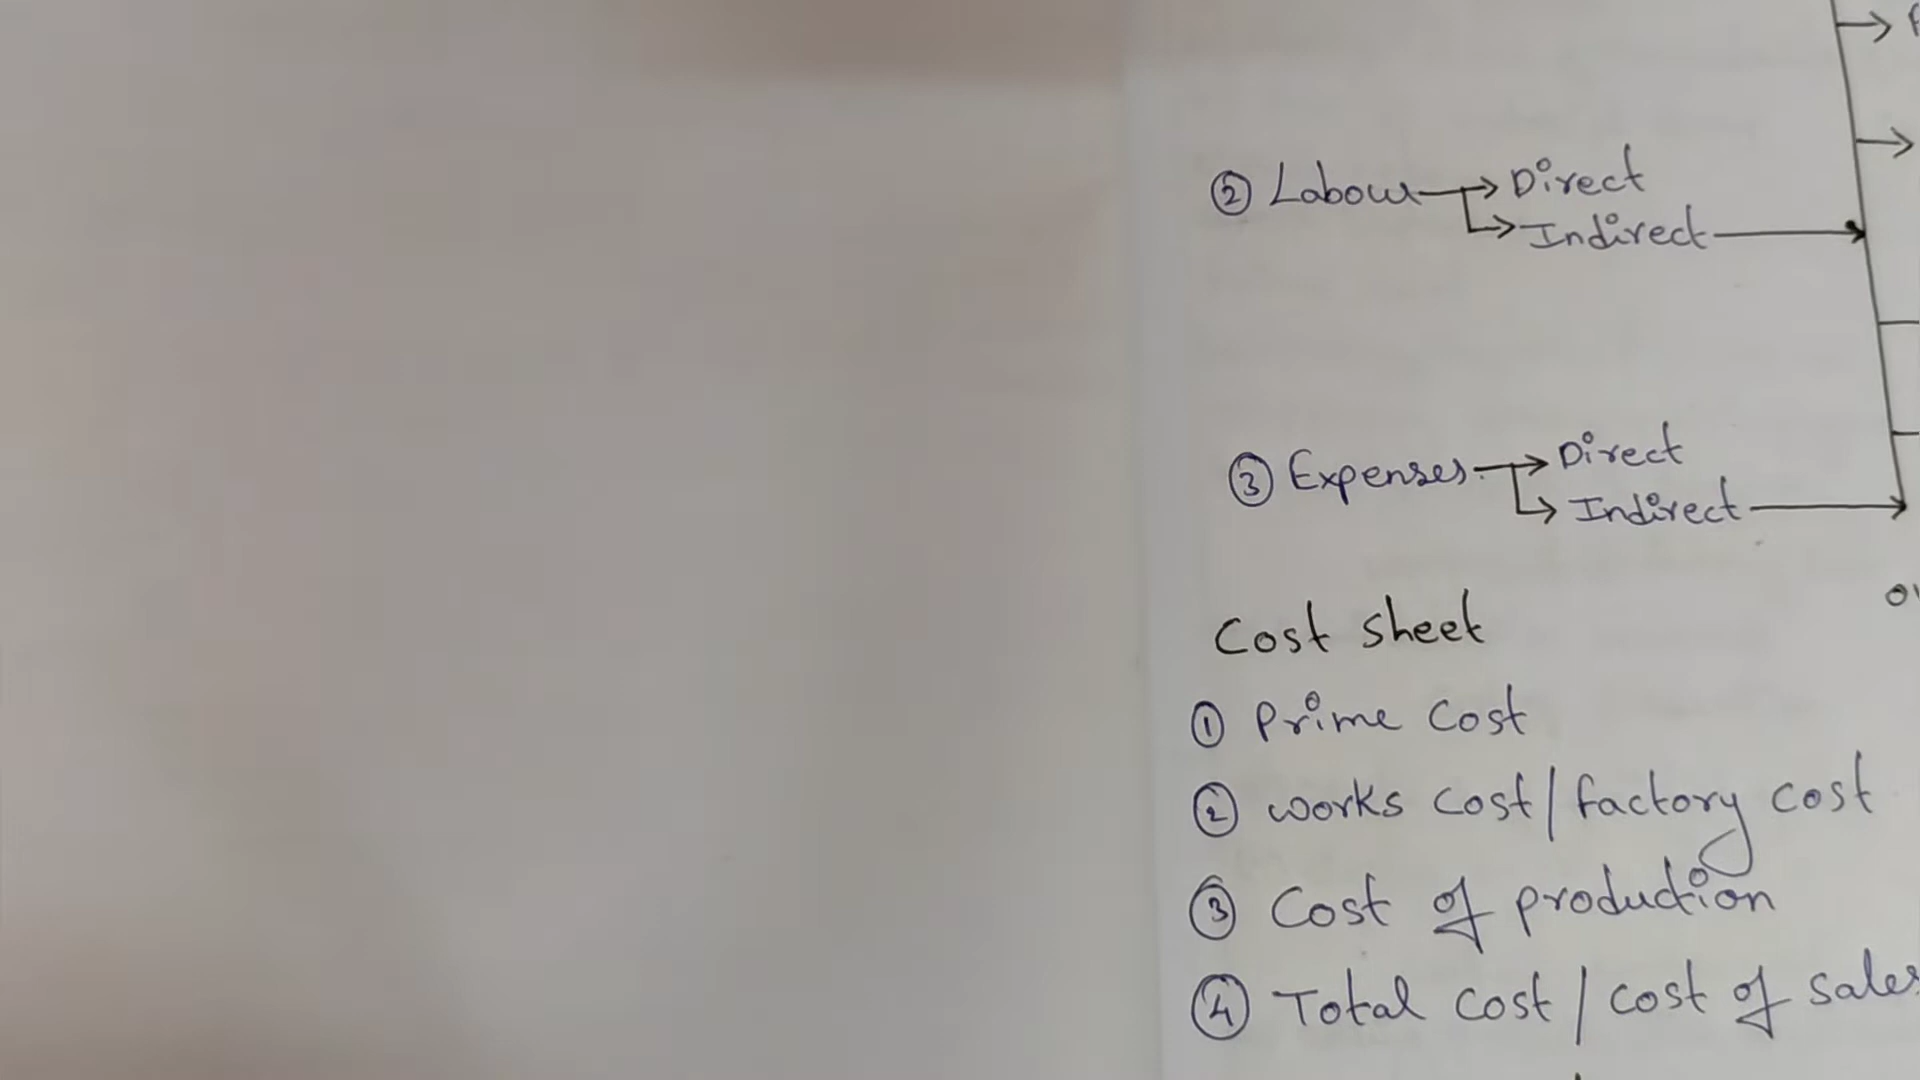 ② Labour → Direct
→ Indirect →
③ Expenses → Direct
→ Indirect →
Cost sheet
① Prime cost
② works cost/factory cost
③ Cost of production
④ Total cost/cost of sales